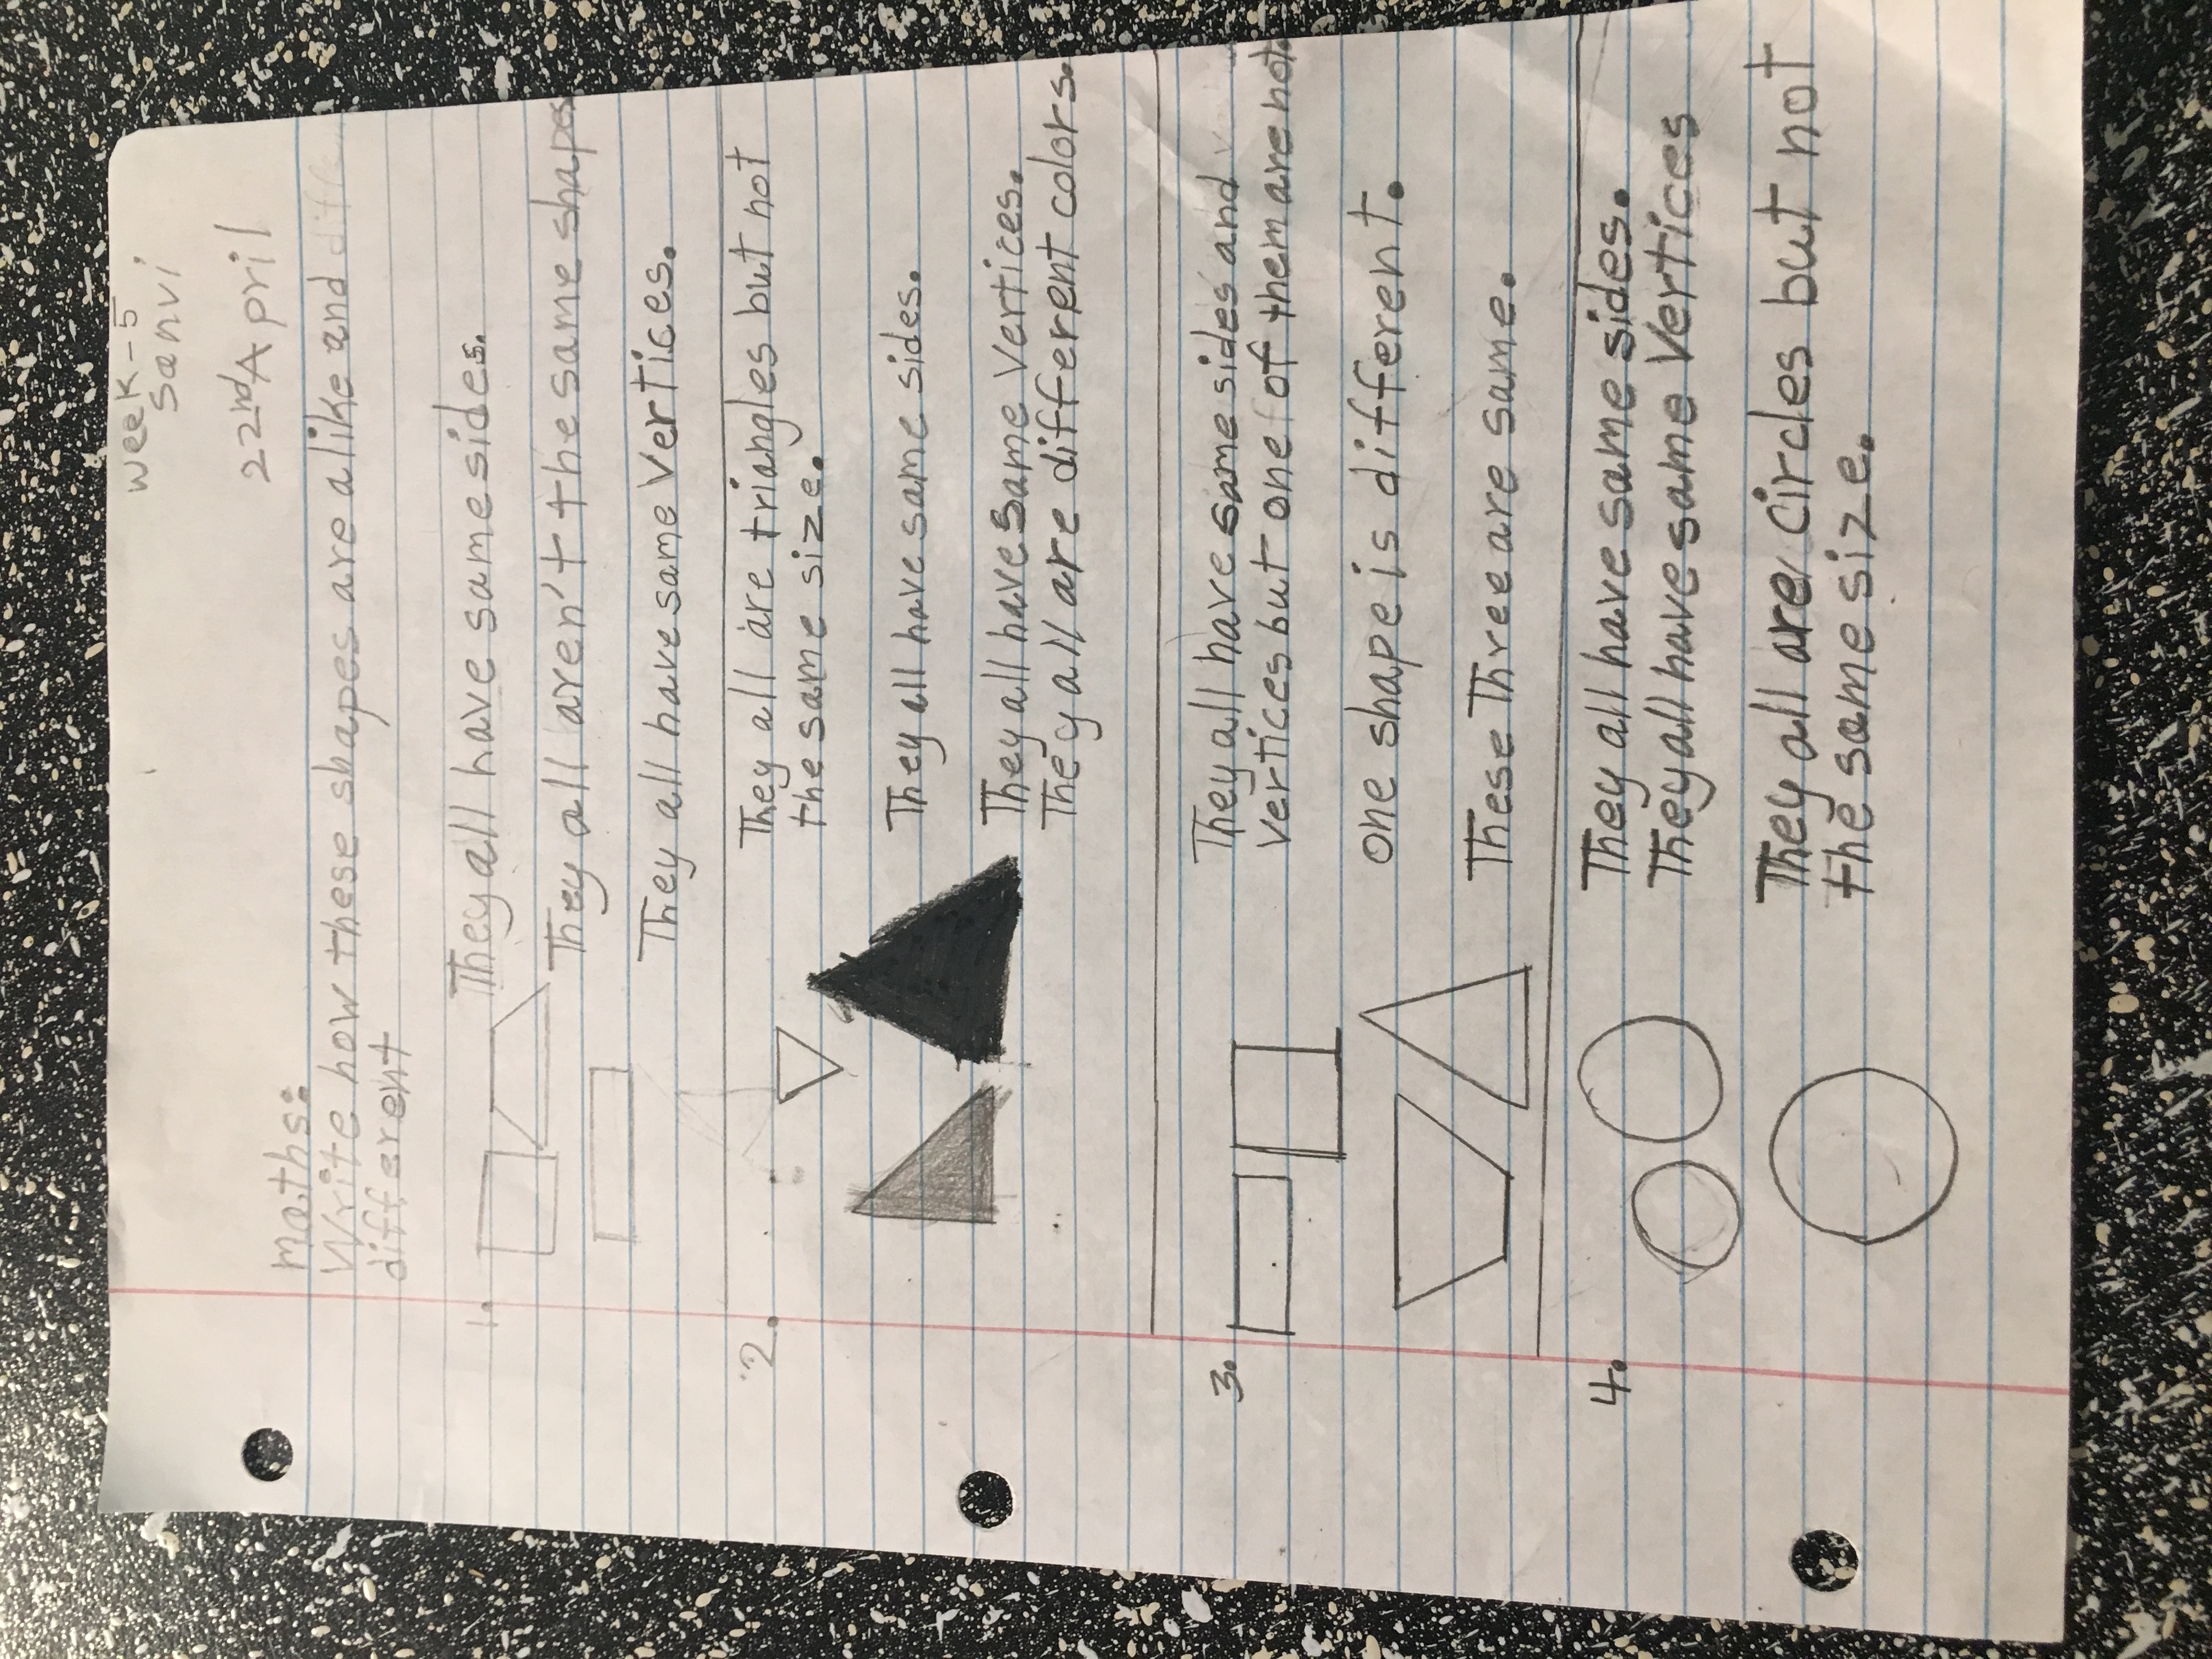 week - 5.
Sanvi
22nd April
Maths:
Write how these shapes are alike and
different
1. They all have same sides.
They all aren't the same shapes
They all have same Vertices.
2. They all are triangles but not
the same size.
They all have same sides.
They all have same Vertices.
They all are different colors.
3. They all have same sides and
Vertices but one of them are not.
one shape is different.
These Three are same.
4. They all have same sides.
They all have same Vertices
They all are circles but not
the same size.